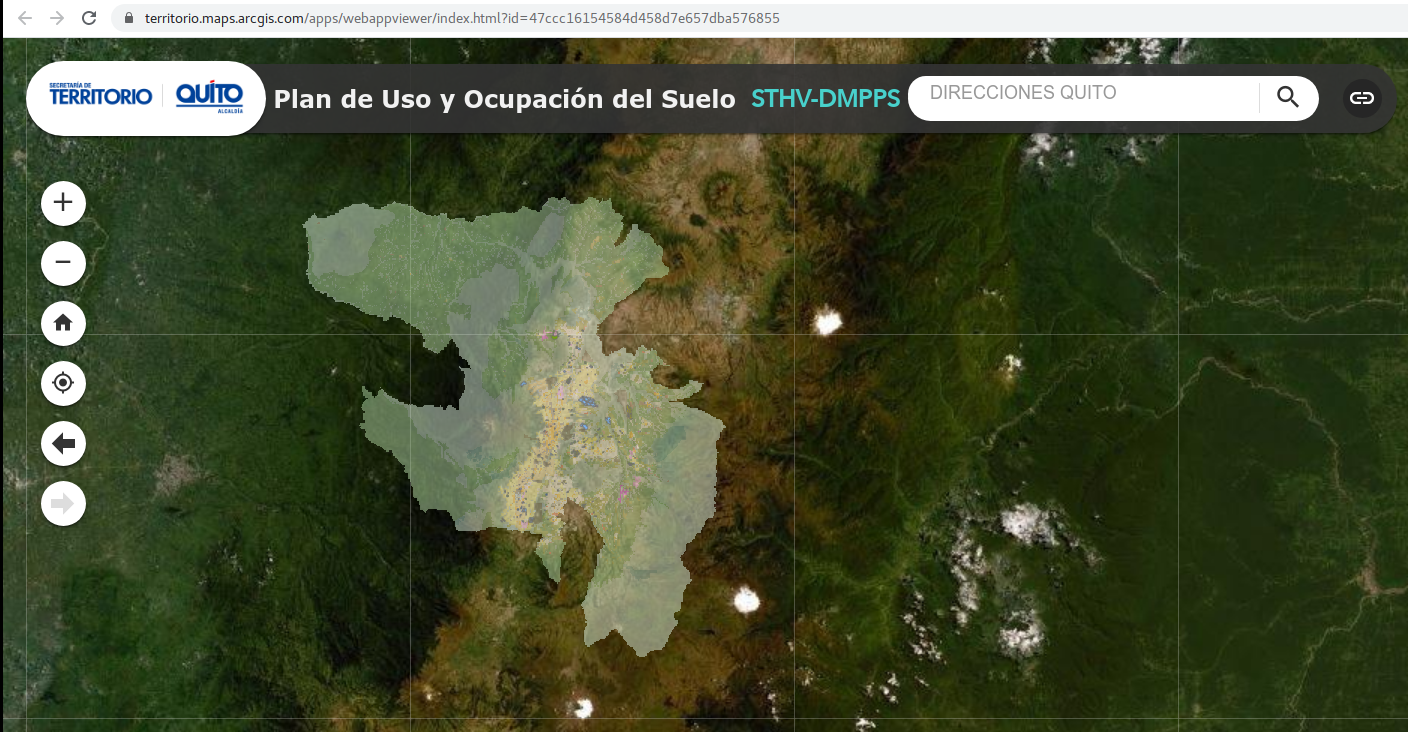 territorio.maps.arcgis.com/apps/webappviewer/index.html?id=47ccc16154584d458d7e657dba576855
SECRETARÍA DE
TERRITORIO
QUITO
ALCALDÍA
Plan de Uso y Ocupación del Suelo STHV-DMPPS
DIRECCIONES QUITO